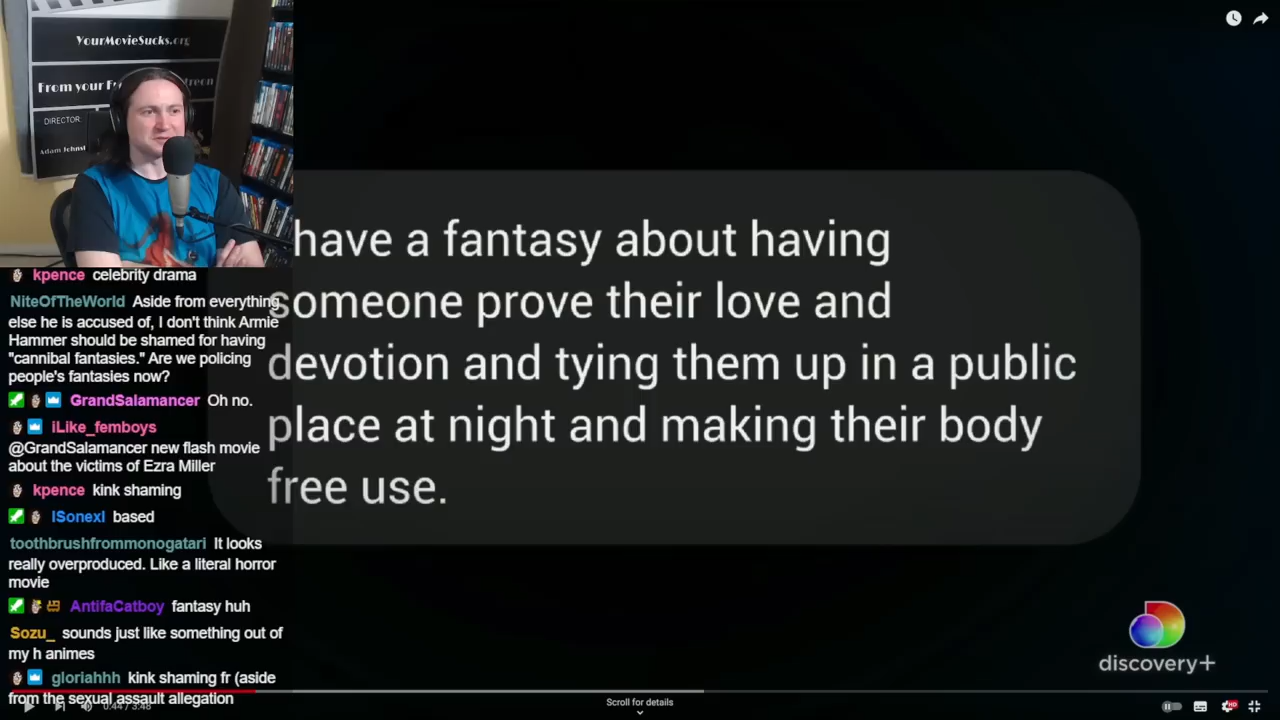 YourMovieSucks.org
From your F
treon
DIRECTOR:
Adam Johnst
have a fantasy about having
someone prove their love and
devotion and tying them up in a public
place at night and making their body
free use.
kpence celebrity drama
NiteOfTheWorld Aside from everything
else he is accused of, I don't think Armie
Hammer should be shamed for having
"cannibal fantasies." Are we policing
people's fantasies now?
GrandSalamancer Oh no.
iLike_femboys
@GrandSalamancer new flash movie
about the victims of Ezra Miller
kpence kink shaming
ISonexI based
toothbrushfrommonogatari It looks
really overproduced. Like a literal horror
movie
AntifaCatboy fantasy huh
Sozu_ sounds just like something out of
my h animes
gloriahhh kink shaming fr (aside
from the sexual assault allegation
discovery+
0:44 / 3:48
Scroll for details
HD